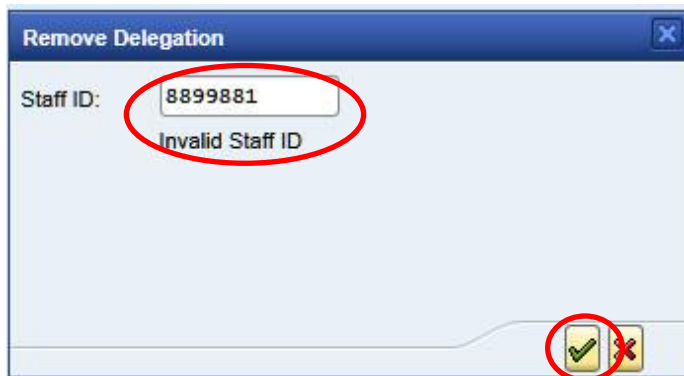 Remove Delegation
Staff ID: 8899881
Invalid Staff ID